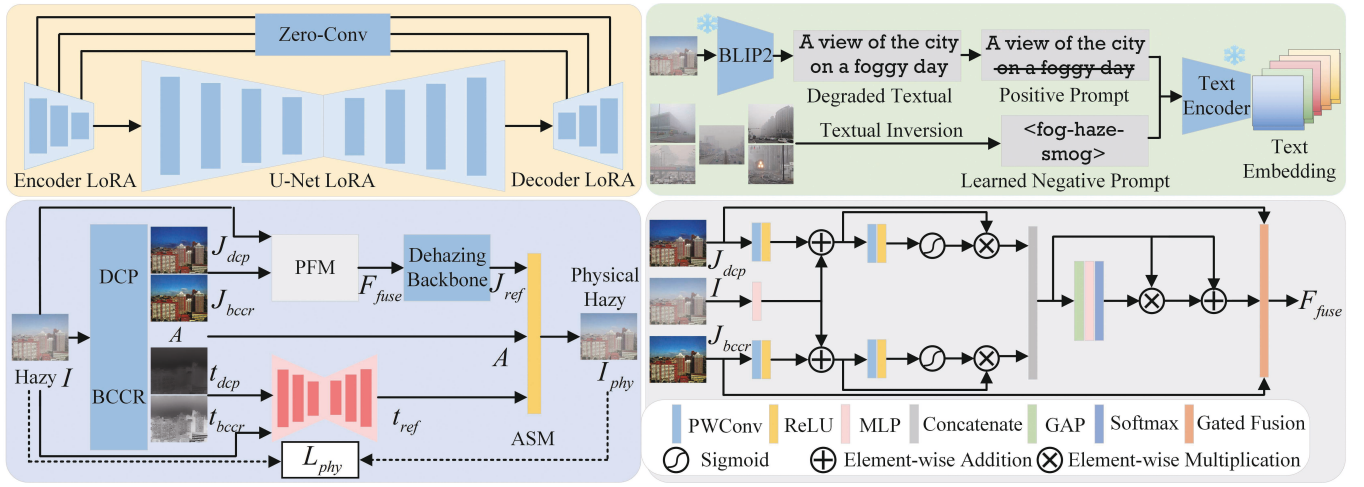 Zero-Conv
Encoder LoRA
U-Net LoRA
Decoder LoRA
BLIP2
A view of the city
on a foggy day
Degraded Textual
A view of the city
on a foggy day
Positive Prompt
Textual Inversion
<fog-haze-
smog>
Learned Negative Prompt
Text
Encoder
Text
Embedding
Hazy I
DCP
BCCR
J_dcp
J_bccr
A
t_dcp
t_bccr
PFM
F_fuse
Dehazing
Backbone
J_ref
A
t_ref
ASM
Physical
Hazy
I_phy
L_phy
J_dcp
I
J_bccr
F_fuse
PWConv
ReLU
MLP
Concatenate
GAP
Softmax
Gated Fusion
Sigmoid
Element-wise Addition
Element-wise Multiplication